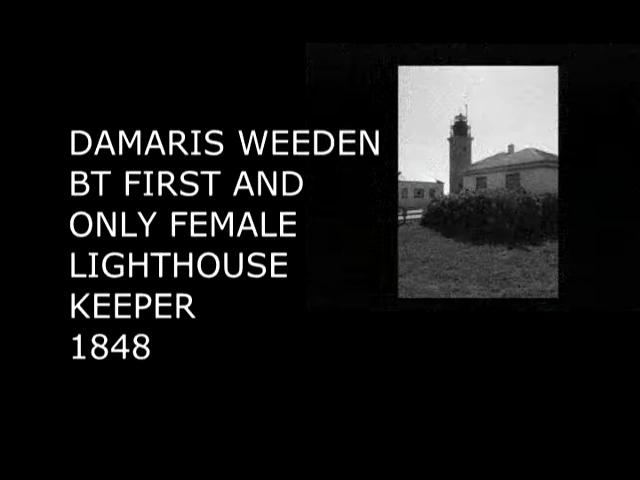 DAMARIS WEEDEN
BT FIRST AND
ONLY FEMALE
LIGHTHOUSE
KEEPER
1848